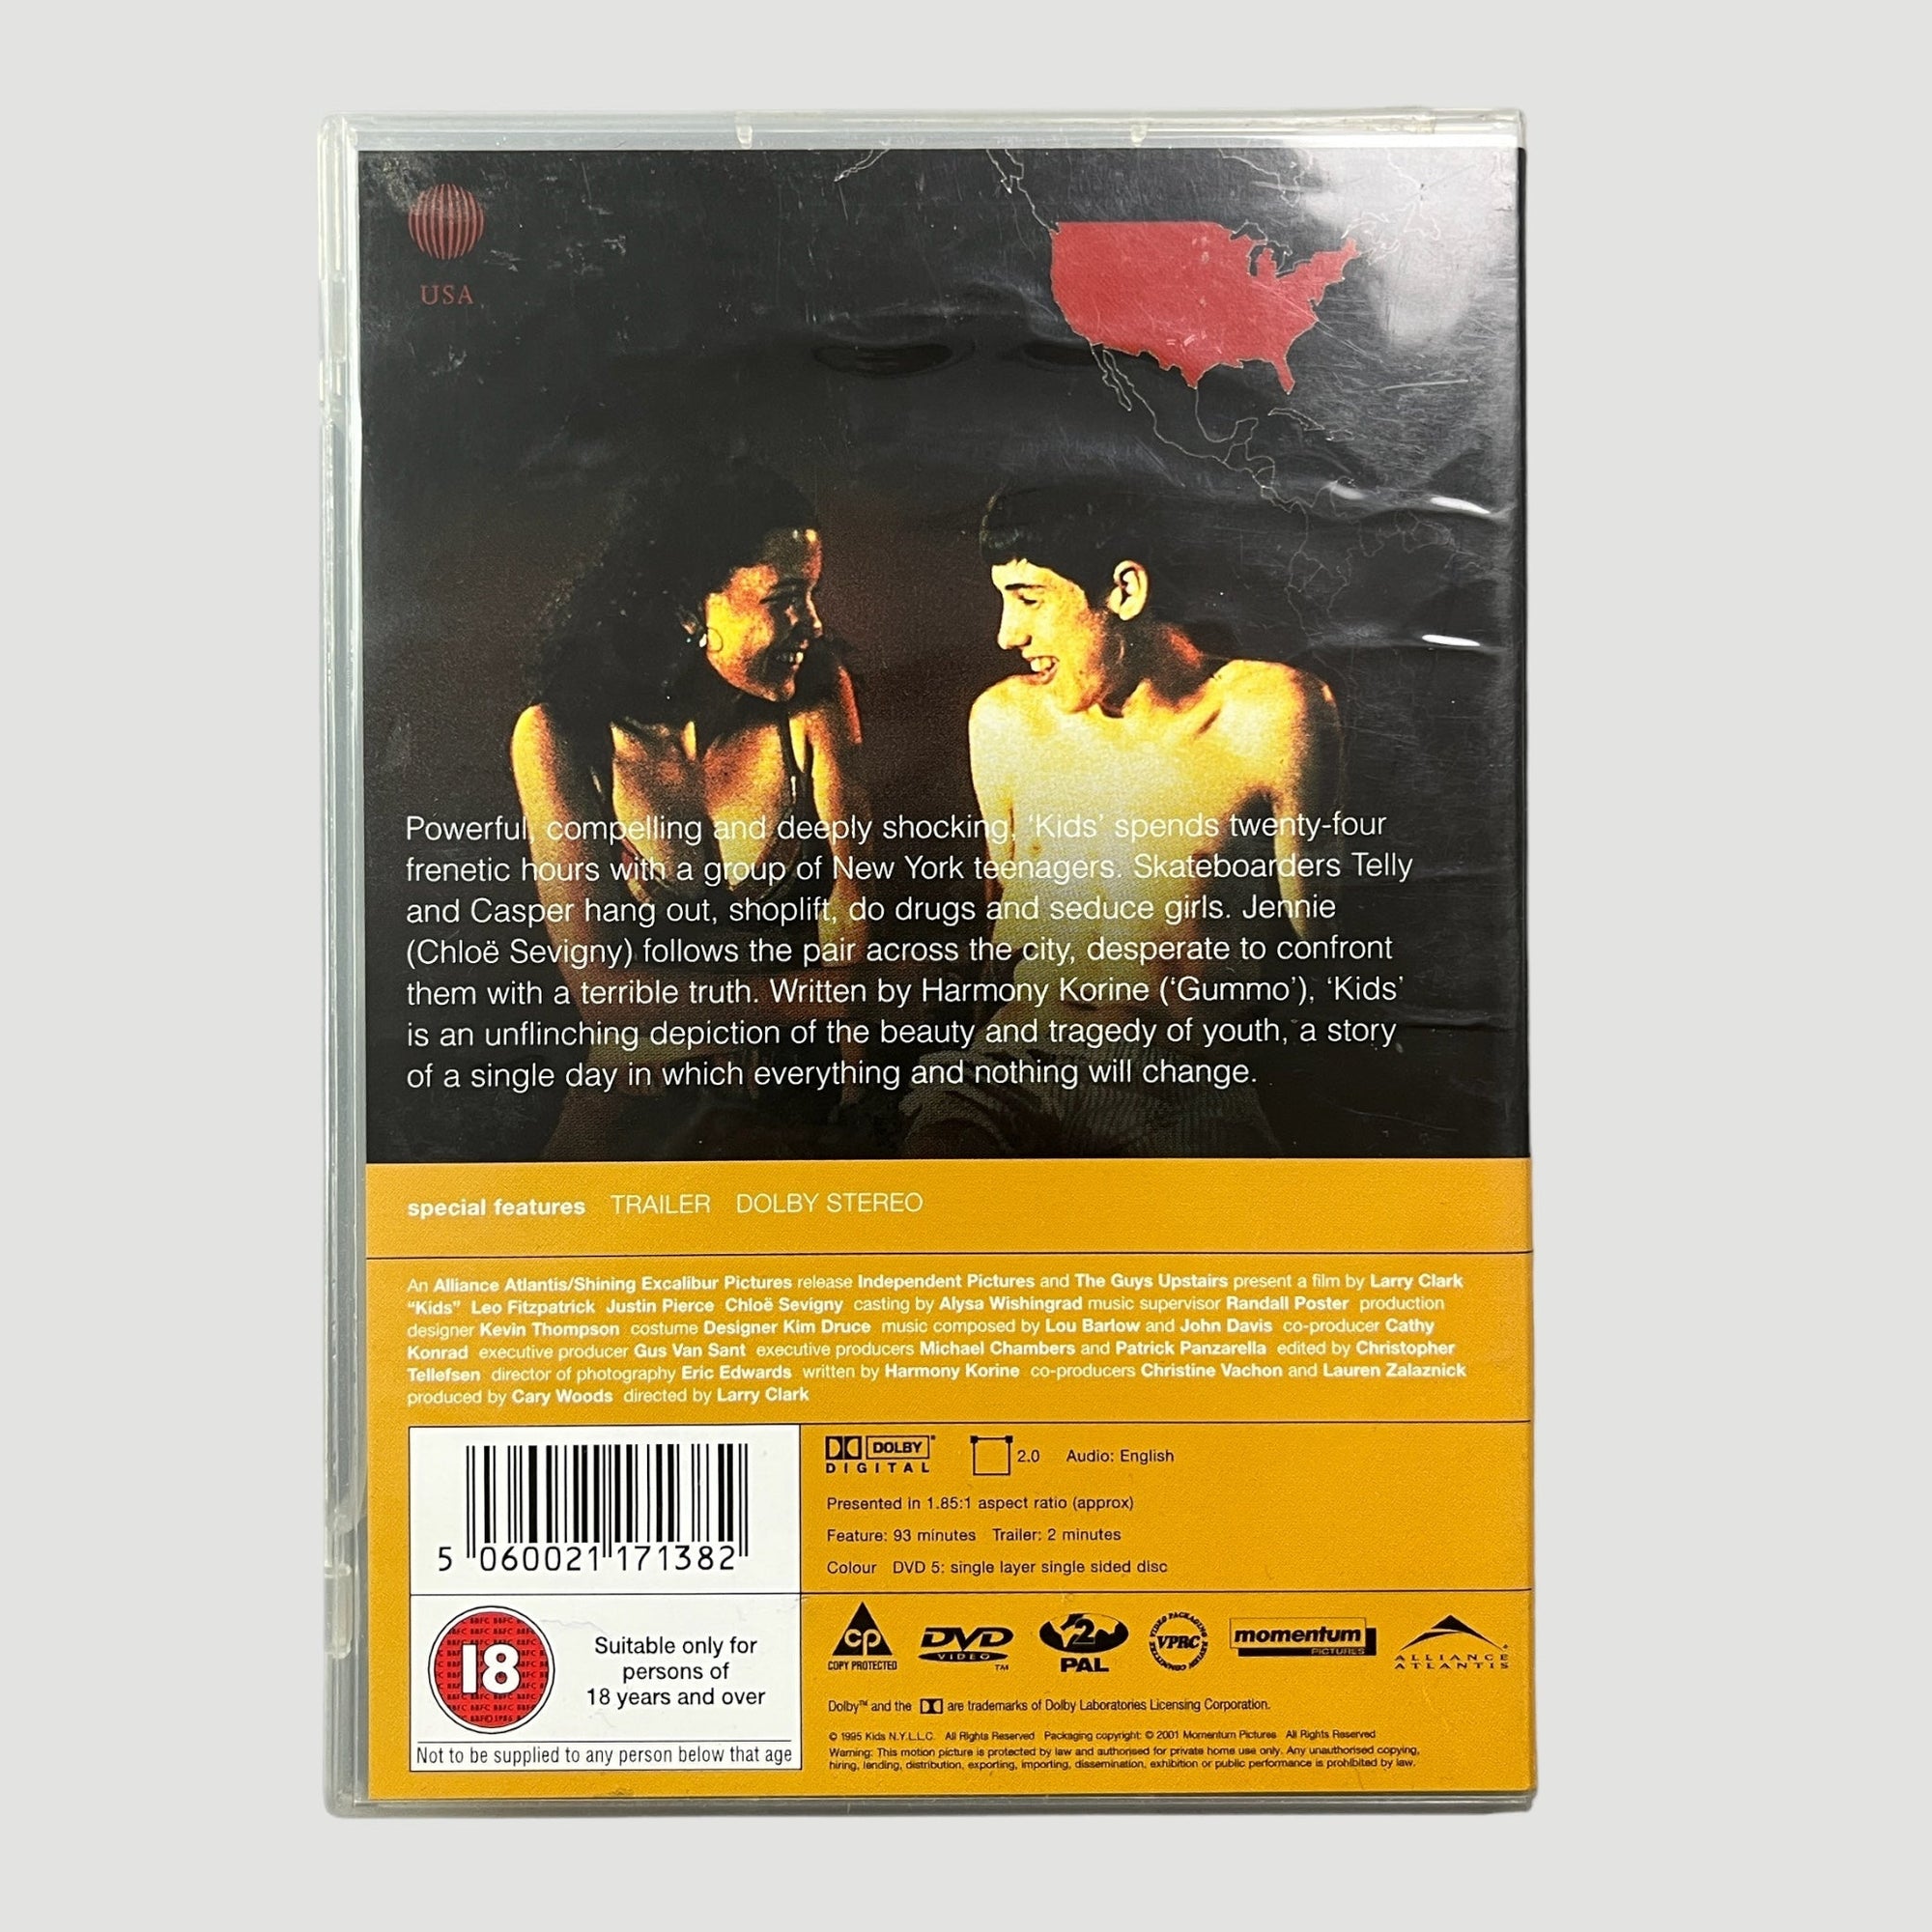 USA
Powerful, compelling and deeply shocking, ‘Kids’ spends twenty-four
frenetic hours with a group of New York teenagers. Skateboarders Telly
and Casper hang out, shoplift, do drugs and seduce girls. Jennie
(Chloë Sevigny) follows the pair across the city, desperate to confront
them with a terrible truth. Written by Harmony Korine (‘Gummo’), ‘Kids’
is an unflinching depiction of the beauty and tragedy of youth, a story
of a single day in which everything and nothing will change.
special features TRAILER DOLBY STEREO
An Alliance Atlantis/Shining Excalibur Pictures release Independent Pictures and The Guys Upstairs present a film by Larry Clark
“Kids” Leo Fitzpatrick Justin Pierce Chloë Sevigny casting by Alysa Wishingrad music supervisor Randall Poster production
designer Kevin Thompson costume Designer Kim Druce music composed by Lou Barlow and John Davis co-producer Cathy
Konrad executive producer Gus Van Sant executive producers Michael Chambers and Patrick Panzarella edited by Christopher
Tellefsen director of photography Eric Edwards written by Harmony Korine co-producers Christine Vachon and Lauren Zalaznick
produced by Cary Woods directed by Larry Clark
5 060021 171382
DOLBY
DIGITAL
2.0 Audio: English
Presented in 1.85:1 aspect ratio (approx)
Feature: 93 minutes Trailer: 2 minutes
Colour DVD 5: single layer single sided disc
18
Suitable only for
persons of
18 years and over
Not to be supplied to any person below that age
cp
COPY PROTECTED
DVD
VIDEO
TM
2
PAL
VIDEO PACKAGING REVIEW COMMITTEE
VPRC
momentum
PICTURES
ALLIANCE
ATLANTIS
Dolby™ and the are trademarks of Dolby Laboratories Licensing Corporation.
© 1995 Kids N.Y.L.L.C. All Rights Reserved Packaging copyright: © 2001 Momentum Pictures All Rights Reserved
Warning: This motion picture is protected by law and authorised for private home use only. Any unauthorised copying,
hiring, lending, distribution, exporting, importing, dissemination, exhibition or public performance is prohibited by law.